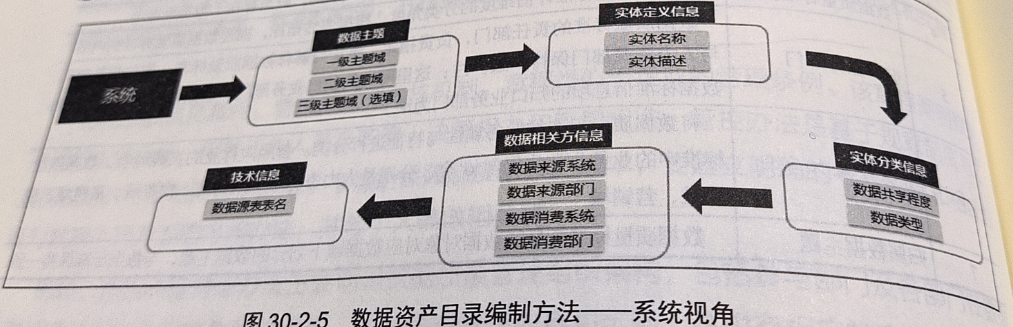 系统
数据主题
一级主题域
二级主题域
三级主题域（选填）
实体定义信息
实体名称
实体描述
实体分类信息
数据共享程度
数据类型
数据相关方信息
数据来源系统
数据来源部门
数据消费系统
数据消费部门
技术信息
数据源表表名
图 30-2-5 数据资产目录编制方法——系统视角